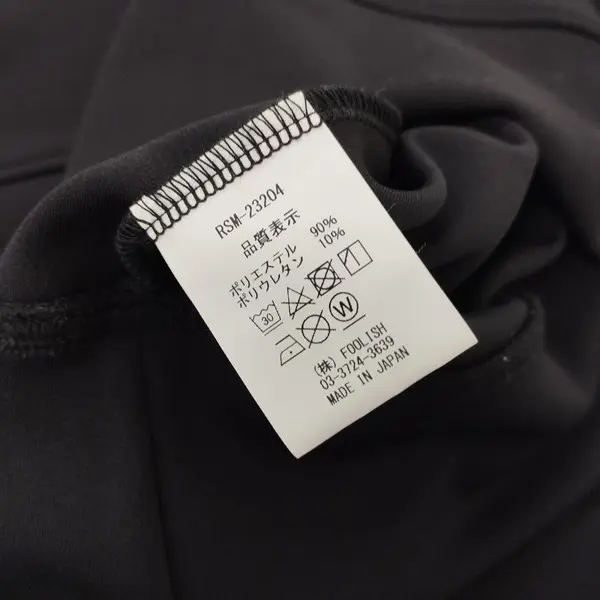 RSM-23204
品質表示
ポリエステル 90%
ポリウレタン 10%
30
W
(株) FOOLISH
03-3724-3639
MADE IN JAPAN